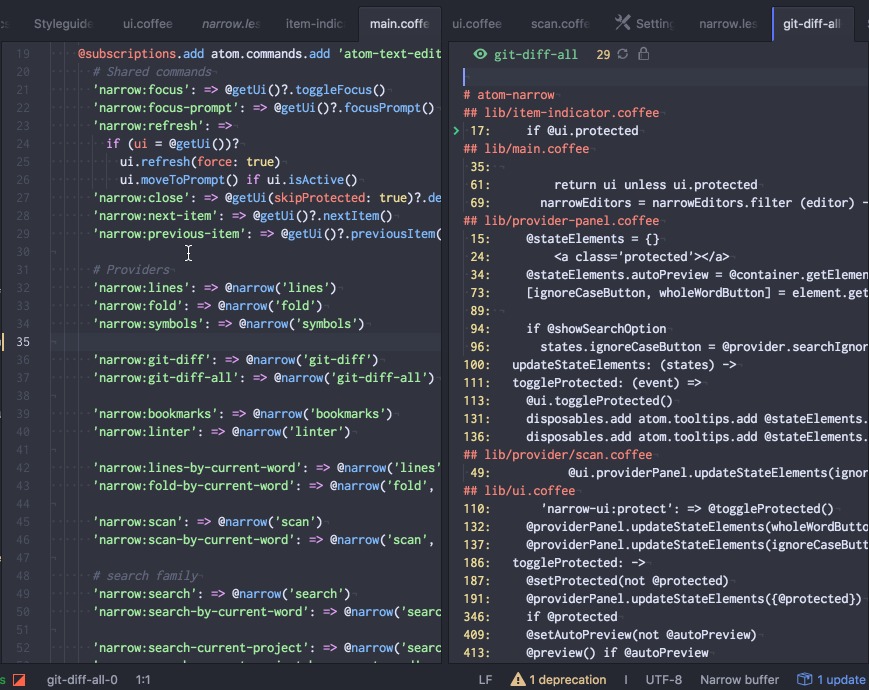 Styleguide
ui.coffee
narrow.les
item-indic
main.coffe
ui.coffee
scan.coffe
Setting
narrow.les
git-diff-all
19 @subscriptions.add atom.commands.add 'atom-text-edit
20 # Shared commands
21 'narrow:focus': => @getUi()?.toggleFocus()
22 'narrow:focus-prompt': => @getUi()?.focusPrompt()
23 'narrow:refresh': =>
24 if (ui = @getUi())?
25 ui.refresh(force: true)
26 ui.moveToPrompt() if ui.isActive()
27 'narrow:close': => @getUi(skipProtected: true)?.de
28 'narrow:next-item': => @getUi()?.nextItem()
29 'narrow:previous-item': => @getUi()?.previousItem(
30
31 # Providers
32 'narrow:lines': => @narrow('lines')
33 'narrow:fold': => @narrow('fold')
34 'narrow:symbols': => @narrow('symbols')
35
36 'narrow:git-diff': => @narrow('git-diff')
37 'narrow:git-diff-all': => @narrow('git-diff-all')
38
39 'narrow:bookmarks': => @narrow('bookmarks')
40 'narrow:linter': => @narrow('linter')
41
42 'narrow:lines-by-current-word': => @narrow('lines'
43 'narrow:fold-by-current-word': => @narrow('fold',
44
45 'narrow:scan': => @narrow('scan')
46 'narrow:scan-by-current-word': => @narrow('scan',
47
48 # search family
49 'narrow:search': => @narrow('search')
50 'narrow:search-by-current-word': => @narrow('searc
51
52 'narrow:search-current-project': => @narrow('searc
git-diff-all 29
# atom-narrow
## lib/item-indicator.coffee
17: if @ui.protected
## lib/main.coffee
35:
61: return ui unless ui.protected
69: narrowEditors = narrowEditors.filter (editor) -
## lib/provider-panel.coffee
15: @stateElements = {}
24: <a class='protected'></a>
34: @stateElements.autoPreview = @container.getElemen
73: [ignoreCaseButton, wholeWordButton] = element.get
89:
94: if @showSearchOption
96: states.ignoreCaseButton = @provider.searchIgnor
100: updateStateElements: (states) ->
111: toggleProtected: (event) =>
113: @ui.toggleProtected()
131: disposables.add atom.tooltips.add @stateElements.
136: disposables.add atom.tooltips.add @stateElements.
## lib/provider/scan.coffee
49: @ui.providerPanel.updateStateElements(ignor
## lib/ui.coffee
110: 'narrow-ui:protect': => @toggleProtected()
132: @providerPanel.updateStateElements(wholeWordButto
137: @providerPanel.updateStateElements(ignoreCaseButt
186: toggleProtected: ->
187: @setProtected(not @protected)
191: @providerPanel.updateStateElements({@protected})
346: if @protected
409: @setAutoPreview(not @autoPreview)
413: @preview() if @autoPreview
git-diff-all-0 1:1 LF 1 deprecation | UTF-8 Narrow buffer 1 update